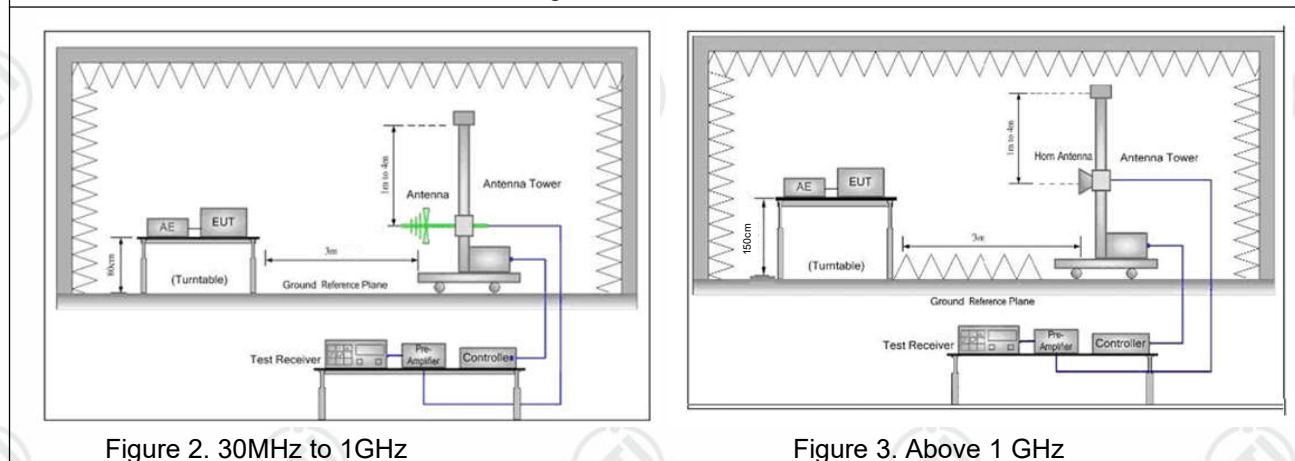 1m to 4m
Antenna
Antenna Tower
AE
EUT
80cm
3m
(Turntable)
Ground Reference Plane
Test Receiver
Pre-
Amplifier
Controller
Figure 2. 30MHz to 1GHz
1m to 4m
Horn Antenna
Antenna Tower
AE
EUT
150cm
3m
(Turntable)
Ground Reference Plane
Test Receiver
Pre-
Amplifier
Controller
Figure 3. Above 1 GHz